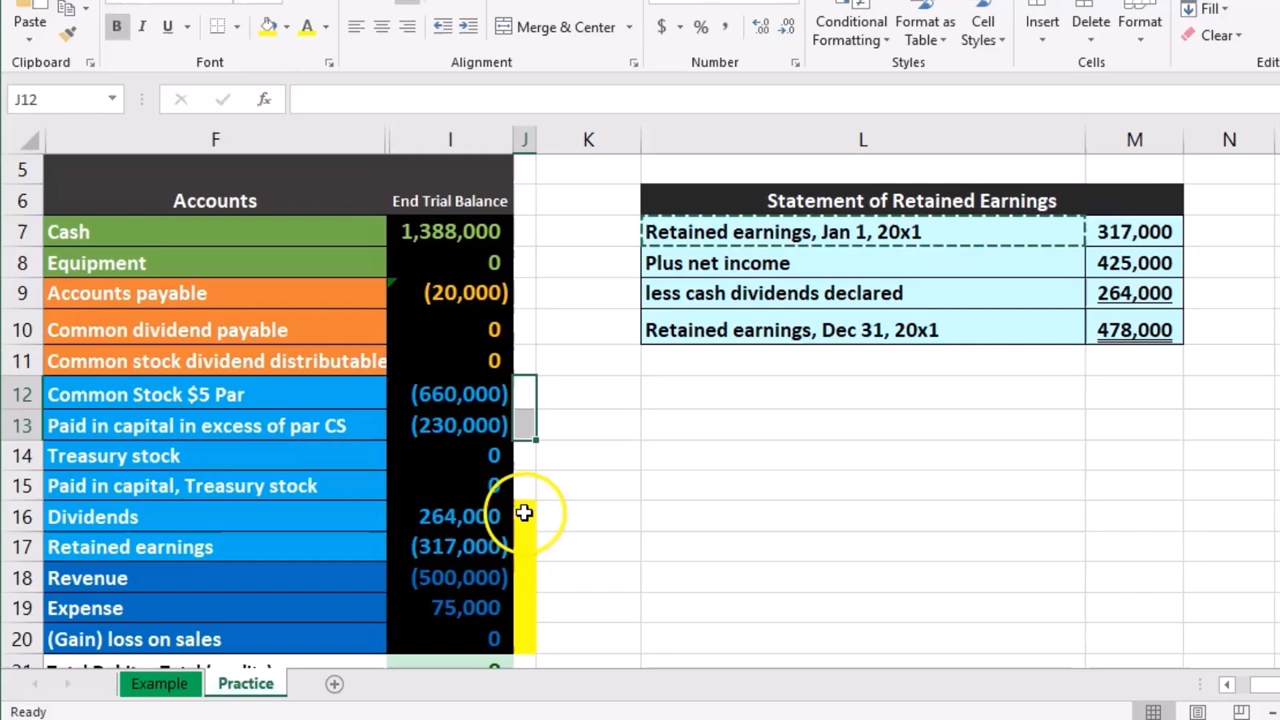 Paste
B I U A
$ % ,
Merge & Center
Conditional Formatting
Format as Table
Cell Styles
Insert Delete Format
Fill
Clear
Clipboard Font Alignment Number Styles Cells Edit
J12 fx
F I J K L M N
5
6 Accounts End Trial Balance Statement of Retained Earnings
7 Cash 1,388,000 Retained earnings, Jan 1, 20x1 317,000
8 Equipment 0 Plus net income 425,000
9 Accounts payable (20,000) less cash dividends declared 264,000
10 Common dividend payable 0 Retained earnings, Dec 31, 20x1 478,000
11 Common stock dividend distributable 0
12 Common Stock $5 Par (660,000)
13 Paid in capital in excess of par CS (230,000)
14 Treasury stock 0
15 Paid in capital, Treasury stock 0
16 Dividends 264,000
17 Retained earnings (317,000)
18 Revenue (500,000)
19 Expense 75,000
20 (Gain) loss on sales 0
Example Practice
Ready